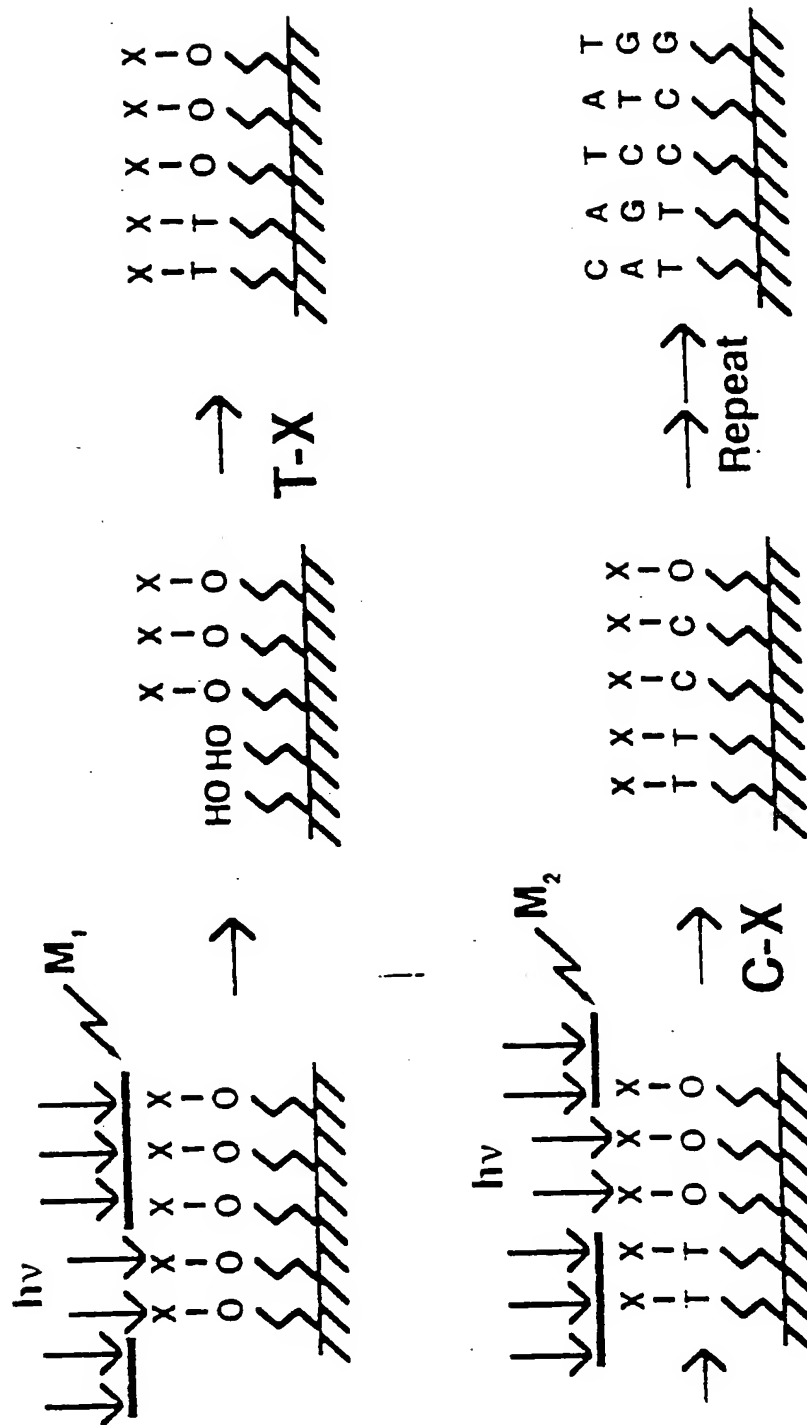 hν
M₁
X X X X X
O O O O O
X X X
HO HO O O O
T-X
X X X X X
T T O O O
hν
M₂
X X X X X
T T O O O
C-X
X X X X X
T T C C O
Repeat
C A T A T
A G C T G
T T C C G